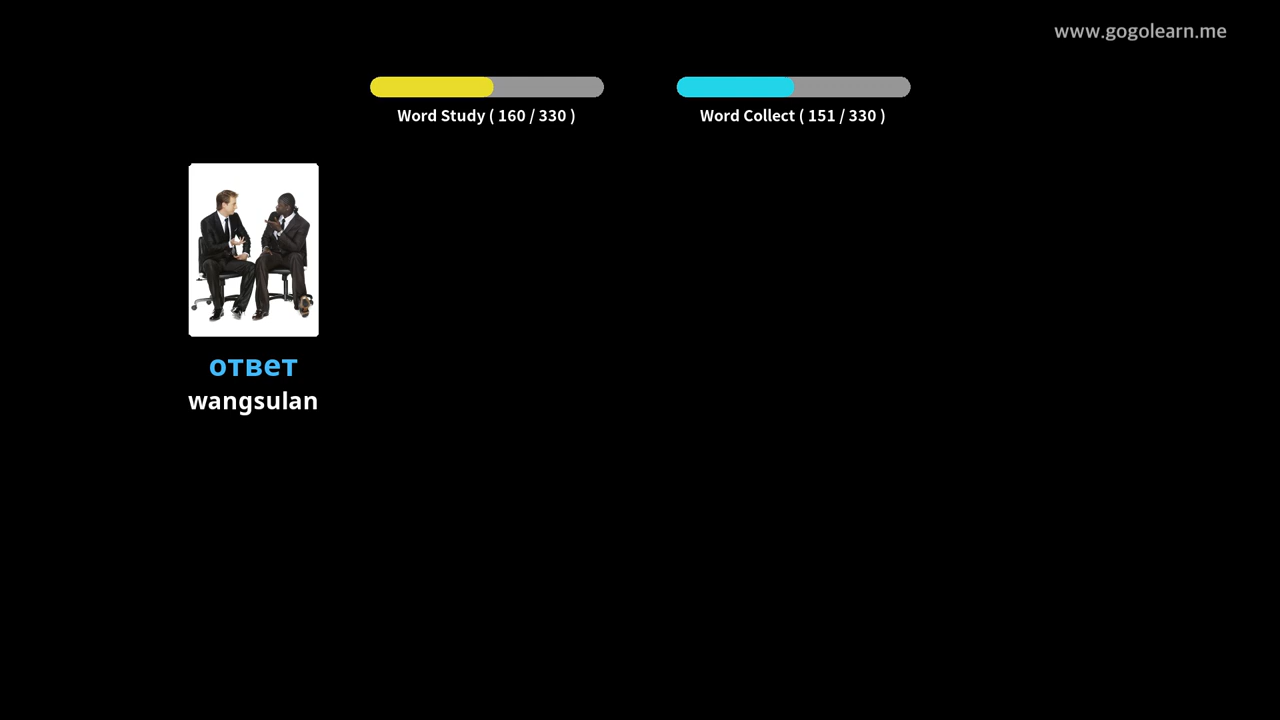 www.gogolearn.me
Word Study ( 160 / 330 )
Word Collect ( 151 / 330 )
ответ
wangsulan